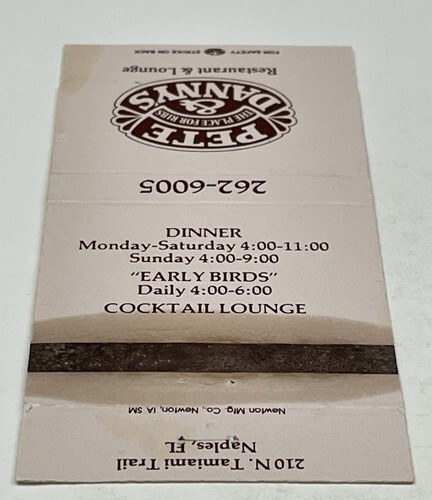 FOR SAFETY STRIKE ON BACK
Restaurant & Lounge
PETE
&
DANNY'S
THE PLACE FOR RIBS
262-6005
DINNER
Monday-Saturday 4:00-11:00
Sunday 4:00-9:00
"EARLY BIRDS"
Daily 4:00-6:00
COCKTAIL LOUNGE
Newton Mfg. Co., Newton, IA SM
210 N. Tamiami Trail
Naples, FL